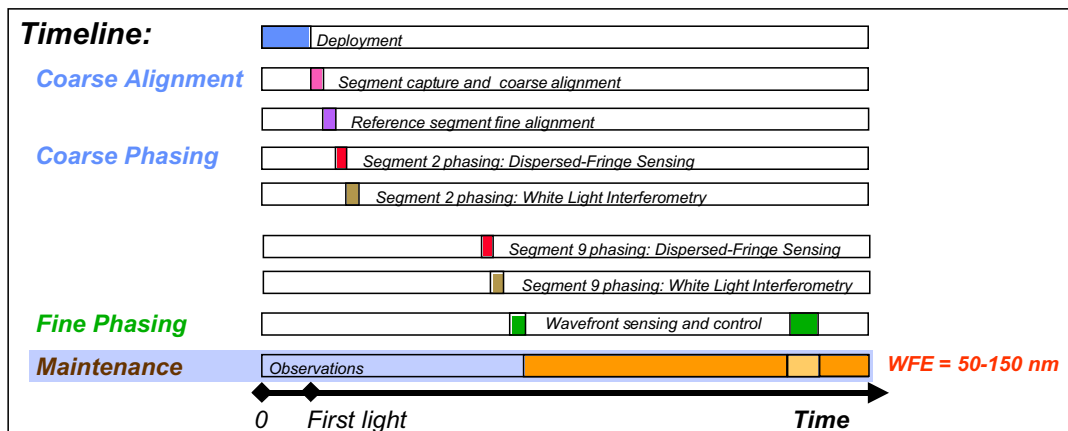 Timeline:
Deployment
Coarse Alignment
Segment capture and coarse alignment
Reference segment fine alignment
Coarse Phasing
Segment 2 phasing: Dispersed-Fringe Sensing
Segment 2 phasing: White Light Interferometry
Segment 9 phasing: Dispersed-Fringe Sensing
Segment 9 phasing: White Light Interferometry
Fine Phasing
Wavefront sensing and control
Maintenance
Observations
WFE = 50-150 nm
0
First light
Time